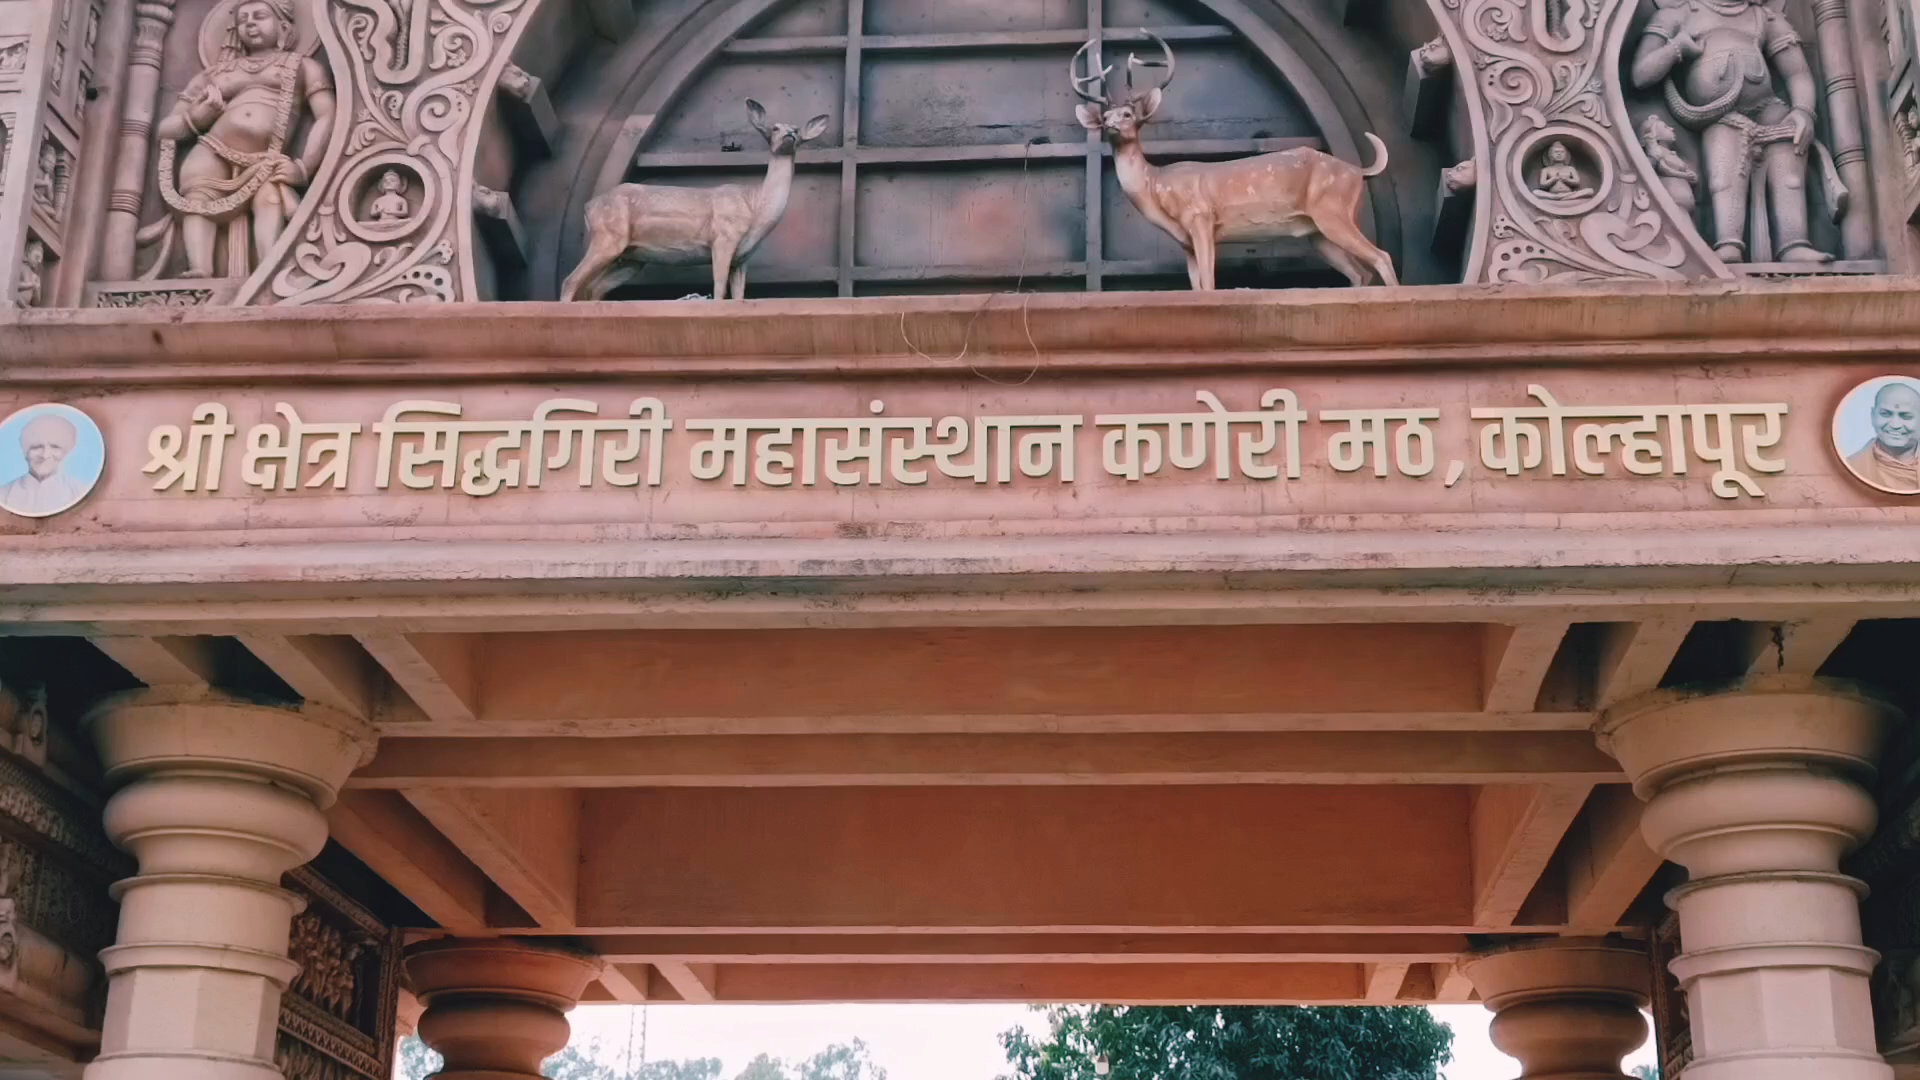 श्री क्षेत्र सिद्धगिरी महासंस्थान कणेरी मठ, कोल्हापूर